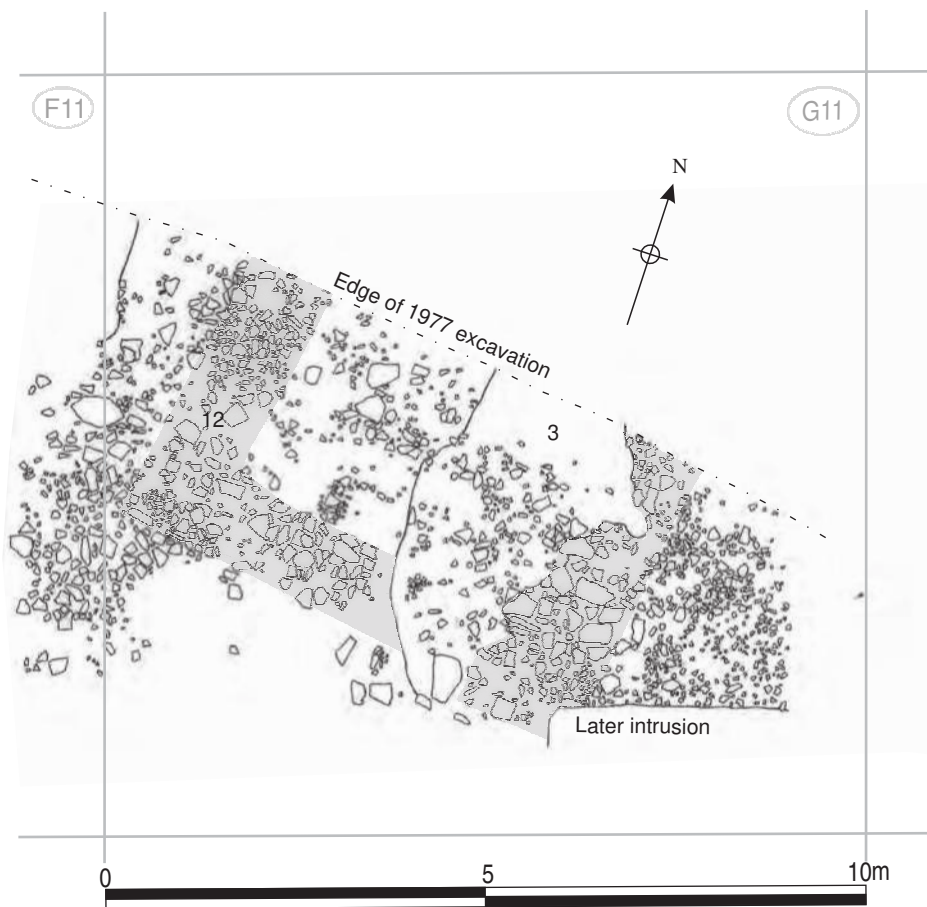 F11
G11
N
Edge of 1977 excavation
12
3
Later intrusion
0
5
10m